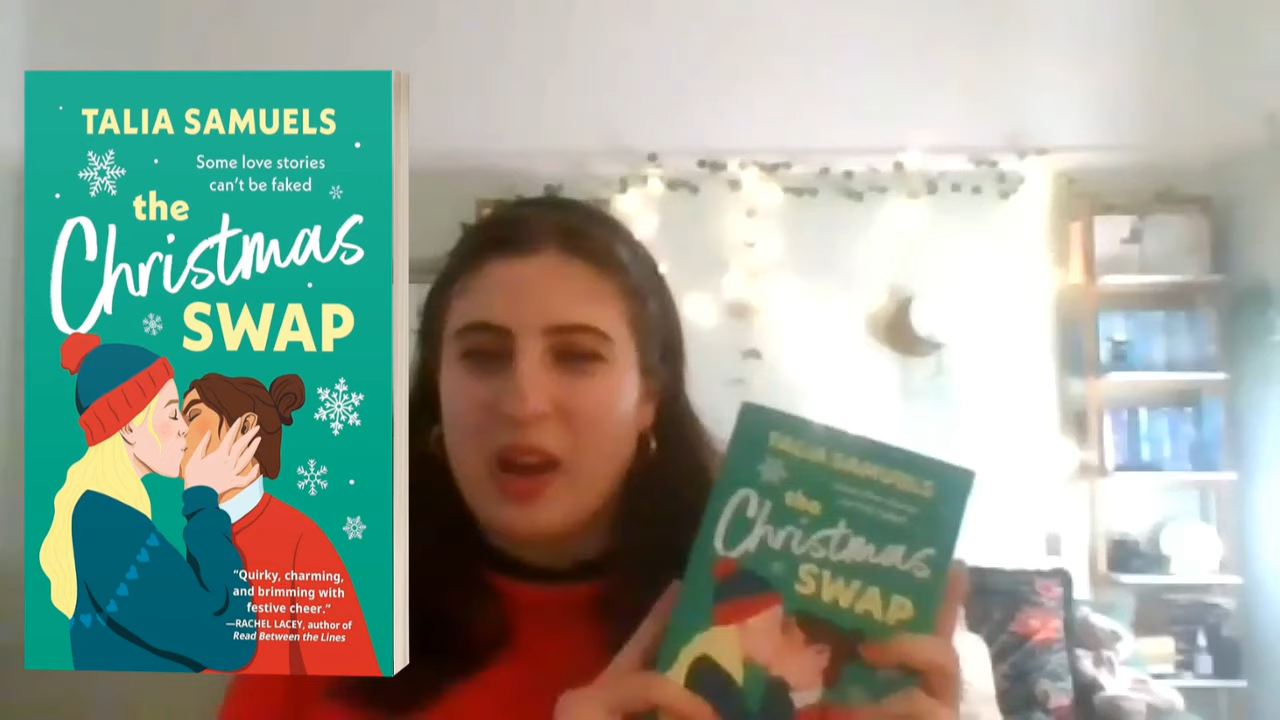 TALIA SAMUELS
Some love stories
can't be faked
the
Christmas
SWAP
"Quirky, charming,
and brimming with
festive cheer."
—RACHEL LACEY, author of
Read Between the Lines
TALIA SAMUELS
the
Christmas
SWAP